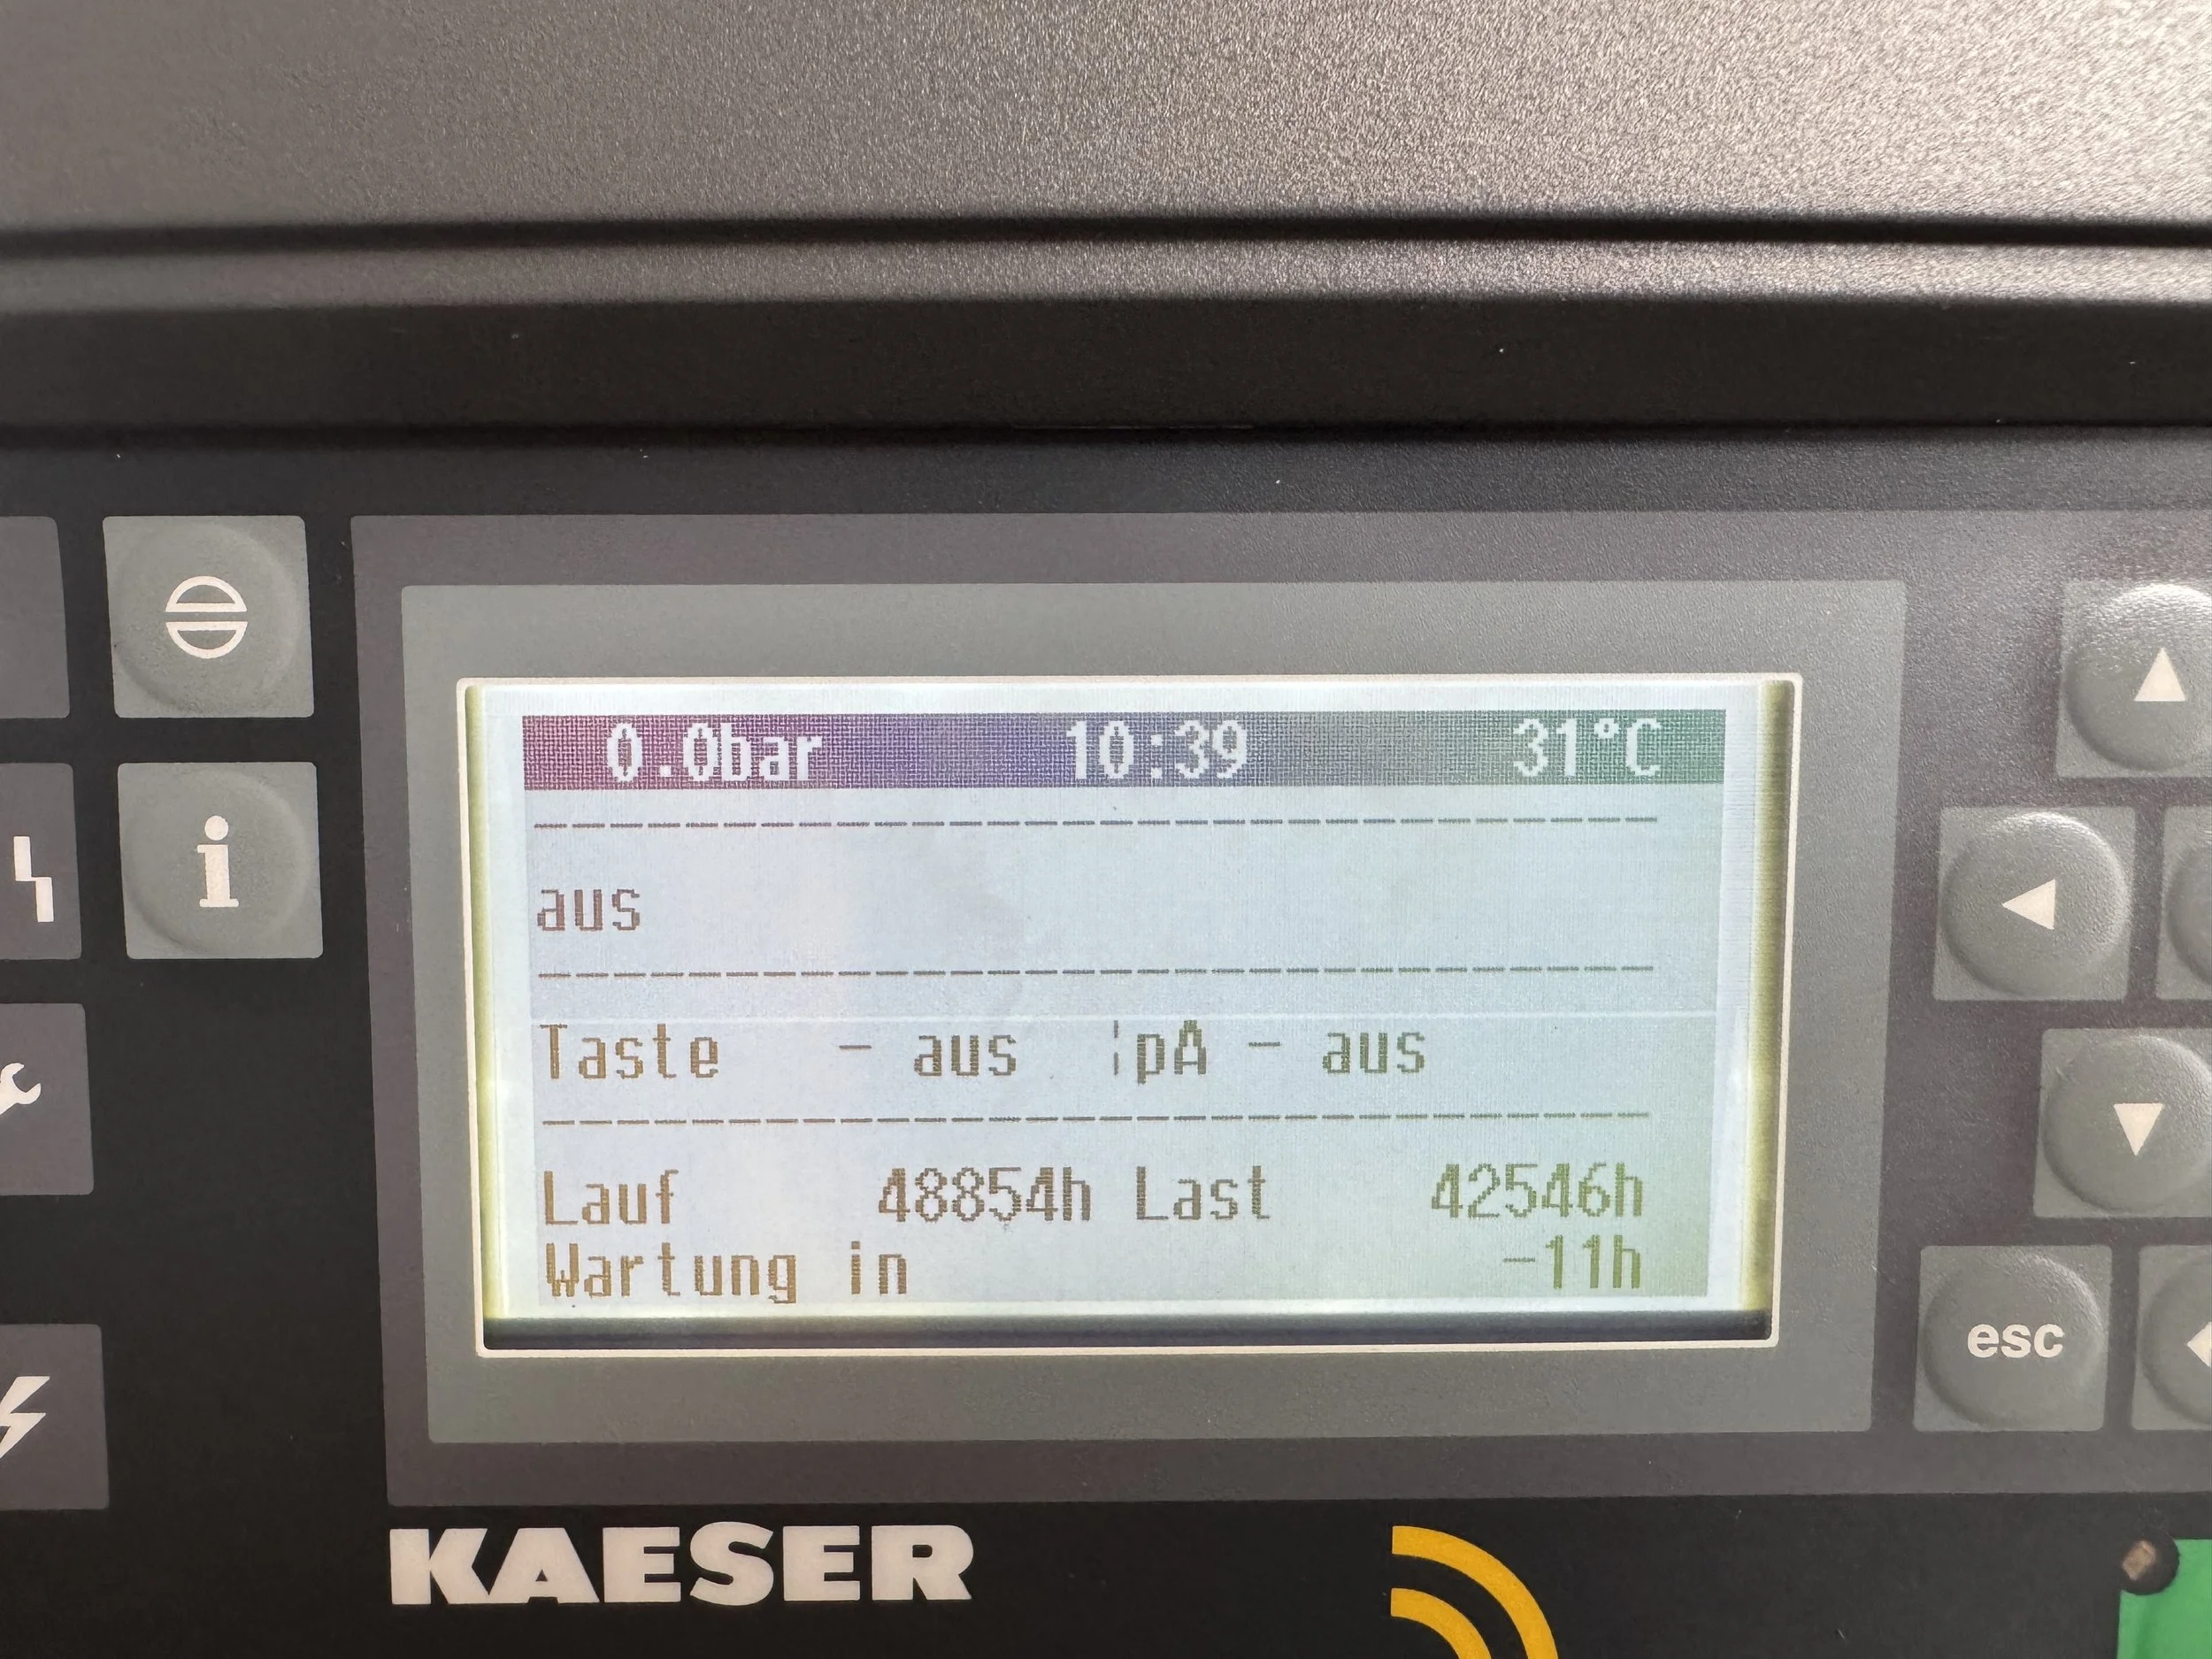 0.0bar 10:39 31°C
aus
Taste - aus ¦pA - aus
Lauf 48854h Last 42546h
Wartung in -11h
i
esc
KAESER